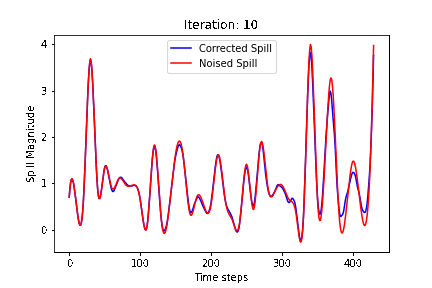 Iteration: 10
Corrected Spill
Noised Spill
Spill Magnitude
4
3
2
1
0
0 100 200 300 400
Time steps